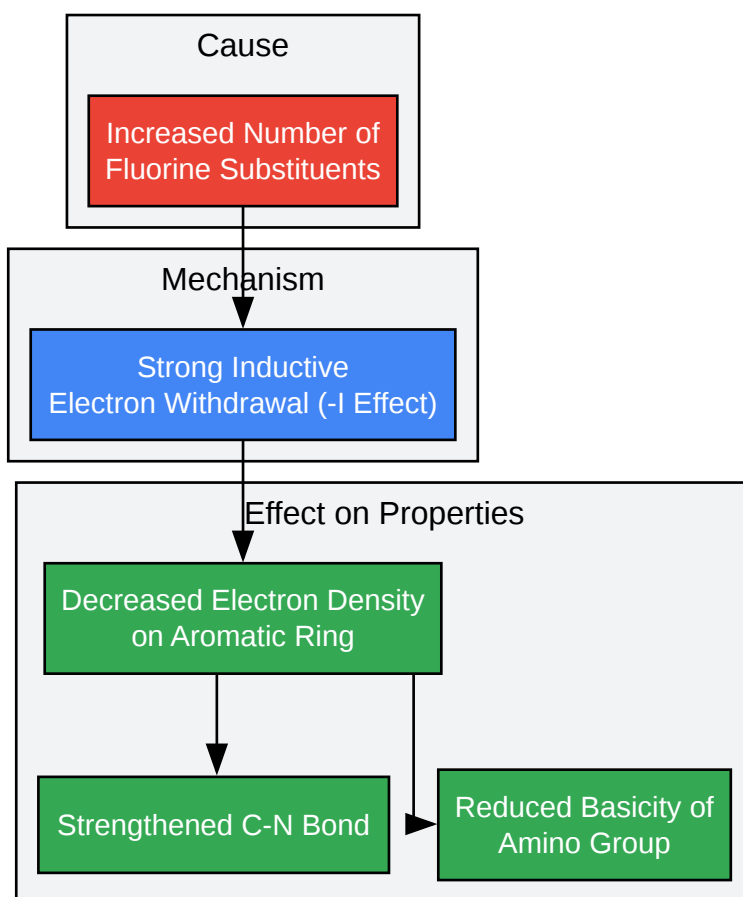 Cause
Increased Number of
Fluorine Substituents
Mechanism
Strong Inductive
Electron Withdrawal (-I Effect)
Effect on Properties
Decreased Electron Density
on Aromatic Ring
Strengthened C-N Bond
Reduced Basicity of
Amino Group